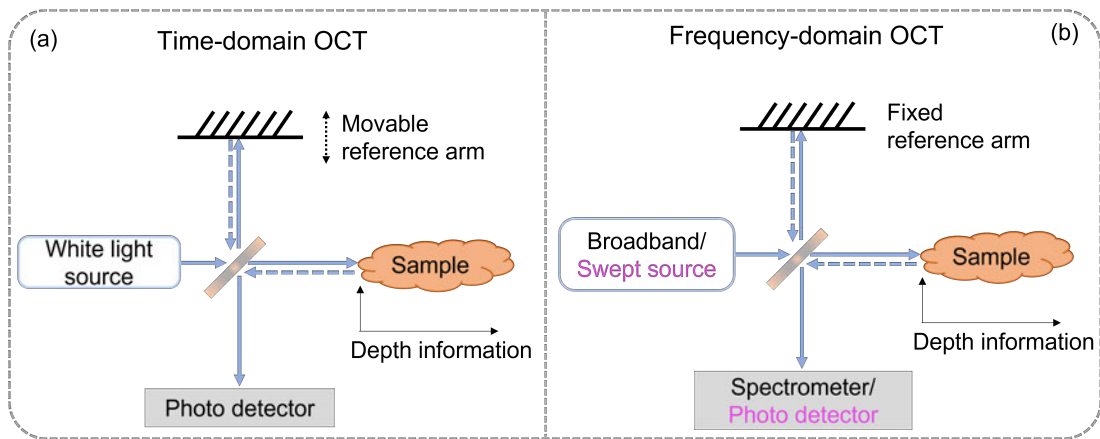 (a)
Time-domain OCT
Movable
reference arm
White light
source
Sample
Depth information
Photo detector
(b)
Frequency-domain OCT
Fixed
reference arm
Broadband/
Swept source
Sample
Depth information
Spectrometer/
Photo detector